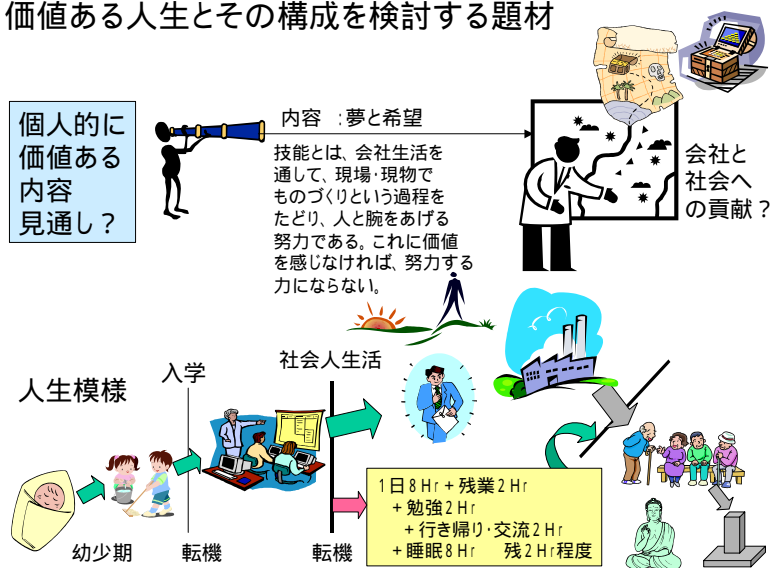 価値ある人生とその構成を検討する題材
個人的に
価値ある
内容
見通し？
内容　：夢と希望
技能とは、会社生活を
通して、現場・現物で
ものづくりという過程を
たどり、人と腕をあげる
努力である。これに価値
を感じなければ、努力する
力にならない。
会社と
社会へ
の貢献？
人生模様
入学
社会人生活
1日8Hr＋残業2Hr
＋勉強2Hr
＋行き帰り・交流2Hr
＋睡眠8Hr　残2Hr程度
幼少期
転機
転機